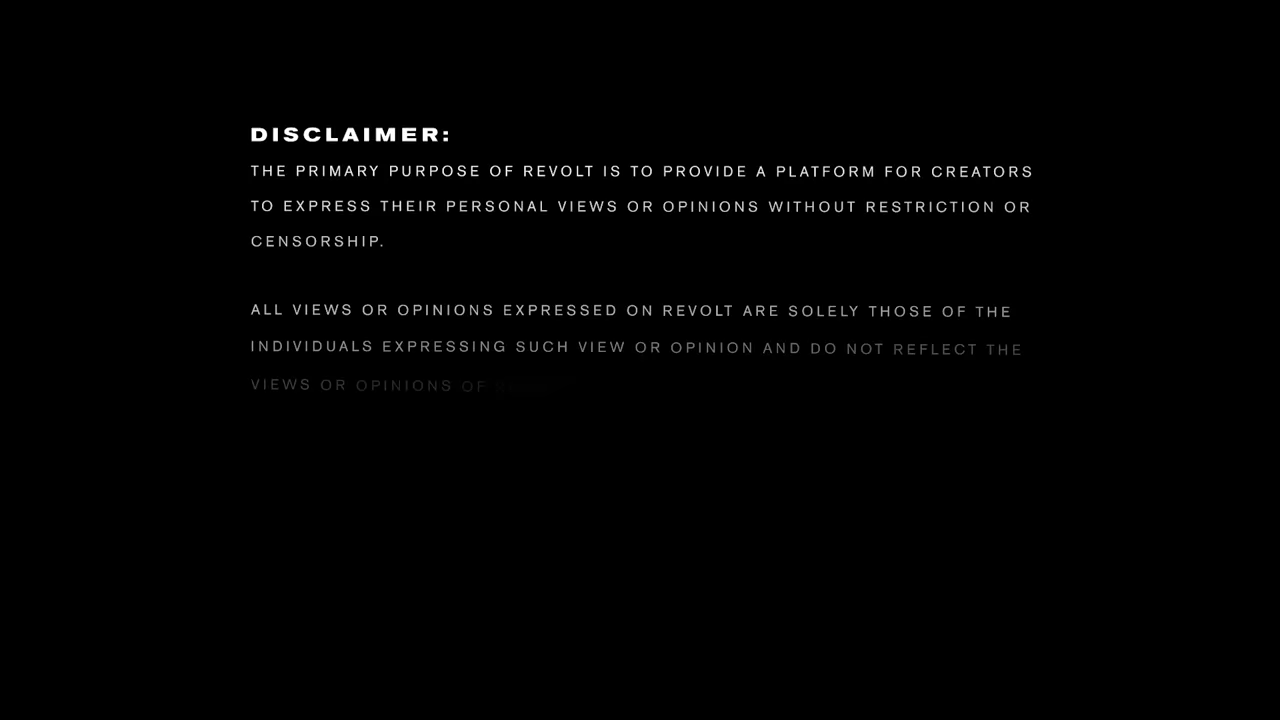 DISCLAIMER:
THE PRIMARY PURPOSE OF REVOLT IS TO PROVIDE A PLATFORM FOR CREATORS
TO EXPRESS THEIR PERSONAL VIEWS OR OPINIONS WITHOUT RESTRICTION OR
CENSORSHIP.
ALL VIEWS OR OPINIONS EXPRESSED ON REVOLT ARE SOLELY THOSE OF THE
INDIVIDUALS EXPRESSING SUCH VIEW OR OPINION AND DO NOT REFLECT THE
VIEWS OR OPINIONS OF